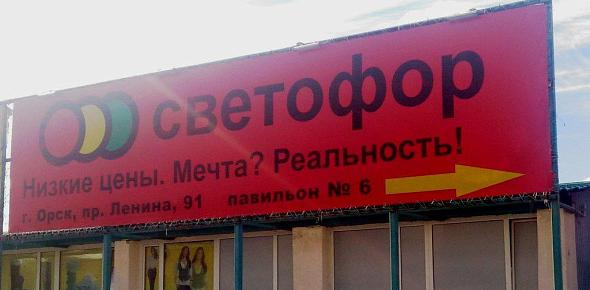 светофор
Низкие цены. Мечта? Реальность!
г. Орск, пр. Ленина, 91 павильон № 6